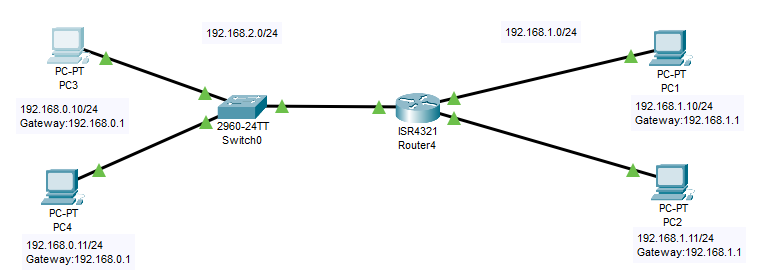 192.168.2.0/24
192.168.1.0/24
PC-PT
PC3
192.168.0.10/24
Gateway:192.168.0.1
2960-24TT
Switch0
ISR4321
Router4
PC-PT
PC1
192.168.1.10/24
Gateway:192.168.1.1
PC-PT
PC4
192.168.0.11/24
Gateway:192.168.0.1
PC-PT
PC2
192.168.1.11/24
Gateway:192.168.1.1